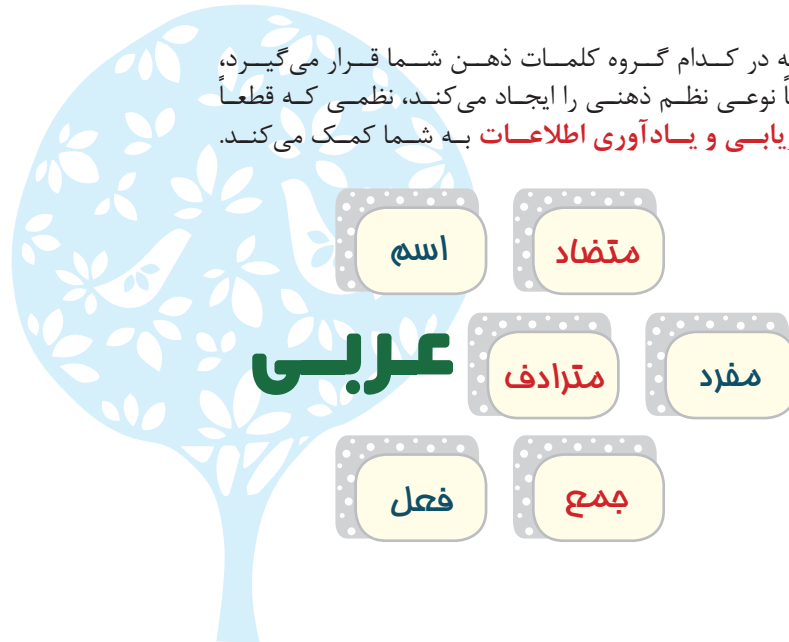 در کدام گروه کلمات ذهن شما قرار می‌گیرد،
نوعی نظم ذهنی را ایجاد می‌کند، نظمی که قطعاً
و یادآوری اطلاعات به شما کمک می‌کند.
متضاد
اسم
مفرد
مترادف
عربی
جمع
فعل